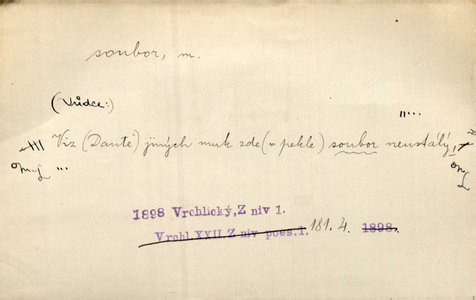 soubor, m.
(Vůdce:)
Viz (Dante) jiných muk zde (v pekle) soubor neustálý,
1898 Vrchlický, Z niv 1.
Vrchl XXII. Z niv poes. 1. 181. 4. 1898.